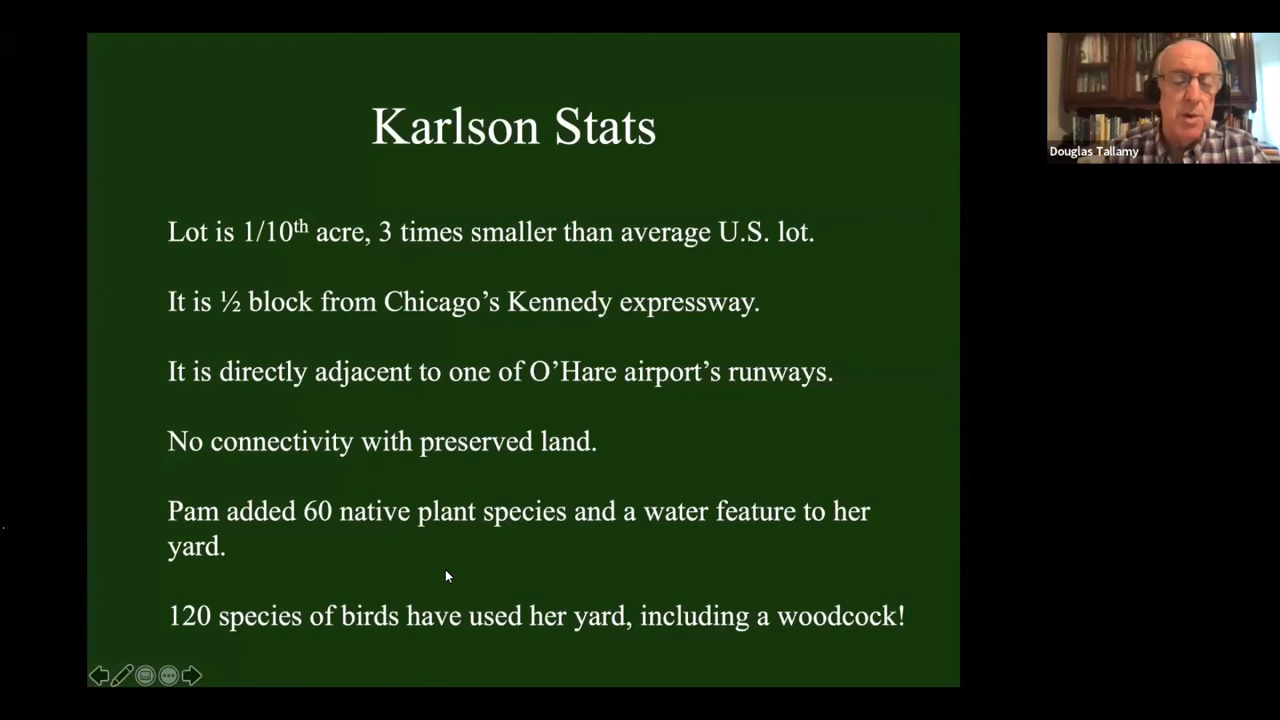 Karlson Stats
Douglas Tallamy
Lot is 1/10th acre, 3 times smaller than average U.S. lot.
It is ½ block from Chicago’s Kennedy expressway.
It is directly adjacent to one of O’Hare airport’s runways.
No connectivity with preserved land.
Pam added 60 native plant species and a water feature to her
yard.
120 species of birds have used her yard, including a woodcock!